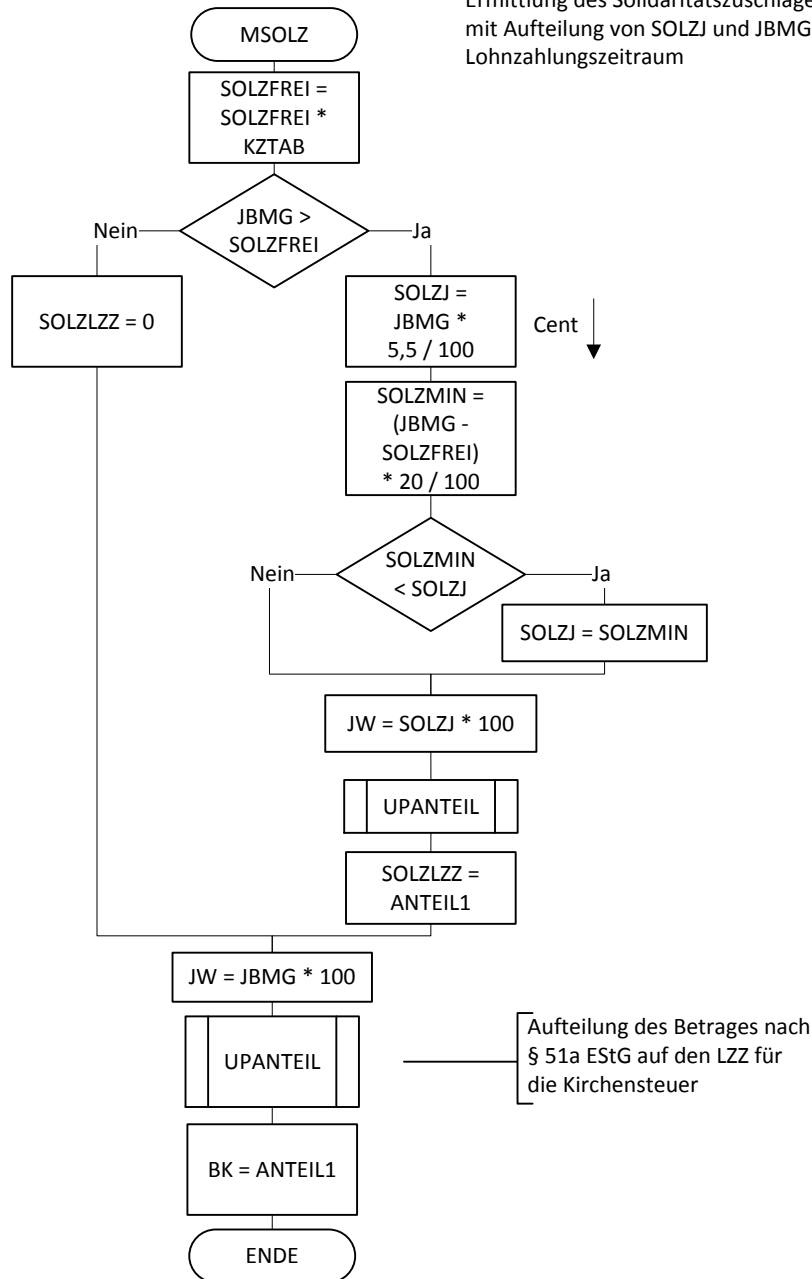 Ermittlung des Solidaritätszuschlages
mit Aufteilung von SOLZJ und JBMG
Lohnzahlungszeitraum
MSOLZ
SOLZFREI =
SOLZFREI *
KZTAB
JBMG >
SOLZFREI
Nein
Ja
SOLZLZZ = 0
SOLZJ =
JBMG *
5,5 / 100
Cent
SOLZMIN =
(JBMG -
SOLZFREI)
* 20 / 100
SOLZMIN
< SOLZJ
Nein
Ja
SOLZJ = SOLZMIN
JW = SOLZJ * 100
UPANTEIL
SOLZLZZ =
ANTEIL1
JW = JBMG * 100
UPANTEIL
Aufteilung des Betrages nach
§ 51a EStG auf den LZZ für
die Kirchensteuer
BK = ANTEIL1
ENDE